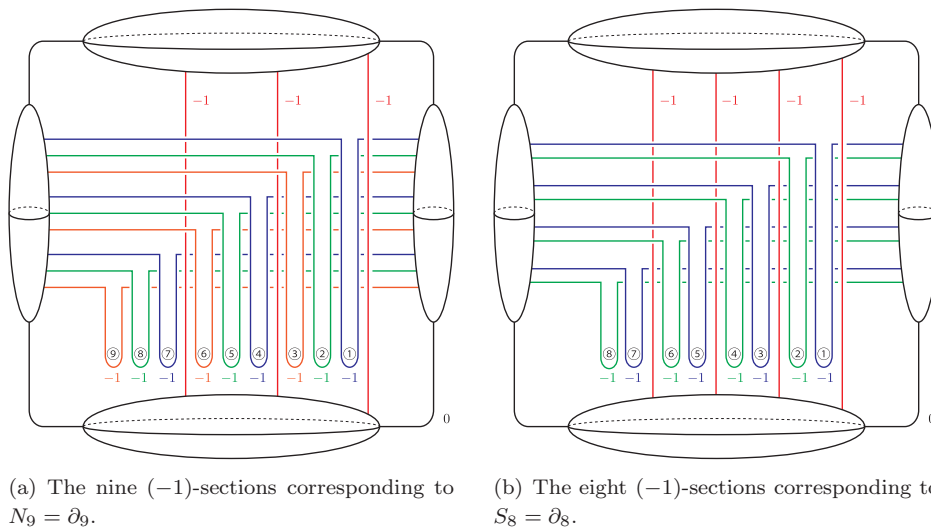 −1 −1 −1
⑨ ⑧ ⑦ ⑥ ⑤ ④ ③ ② ①
−1 −1 −1 −1 −1 −1 −1 −1 −1
0
(a) The nine (−1)-sections corresponding to
N₉ = ∂₉.
−1 −1 −1 −1
⑧ ⑦ ⑥ ⑤ ④ ③ ② ①
−1 −1 −1 −1 −1 −1 −1 −1
0
(b) The eight (−1)-sections corresponding to
S₈ = ∂₈.